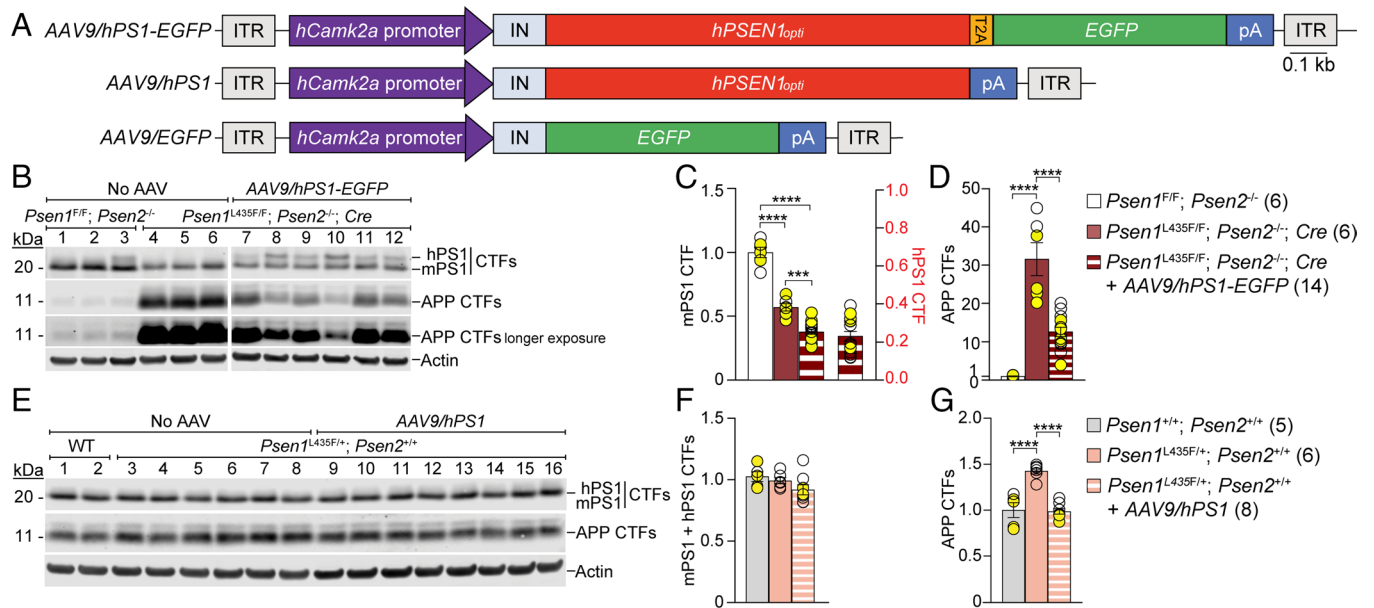 A
AAV9/hPS1-EGFP ITR hCamk2a promoter IN hPSEN1opti T2A EGFP pA ITR
0.1 kb
AAV9/hPS1 ITR hCamk2a promoter IN hPSEN1opti pA ITR
AAV9/EGFP ITR hCamk2a promoter IN EGFP pA ITR
B
No AAV AAV9/hPS1-EGFP
Psen1F/F; Psen2-/- Psen1L435F/F; Psen2-/-; Cre
kDa 1 2 3 4 5 6 7 8 9 10 11 12
hPS1
20 - mPS1 CTFs
11 - APP CTFs
11 - APP CTFs longer exposure
Actin
C
1.5
1.0
0.5
0
mPS1 CTF
****
****
***
1.0
0.8
0.6
0.4
0.2
0.0
hPS1 CTF
D
50
40
30
20
10
1
0
APP CTFs
****
****
Psen1F/F; Psen2-/- (6)
Psen1L435F/F; Psen2-/-; Cre (6)
Psen1L435F/F; Psen2-/-; Cre
+ AAV9/hPS1-EGFP (14)
E
No AAV AAV9/hPS1
WT Psen1L435F/+; Psen2+/+
kDa 1 2 3 4 5 6 7 8 9 10 11 12 13 14 15 16
hPS1
20 - mPS1 CTFs
11 - APP CTFs
Actin
F
1.5
1.0
0.5
0
mPS1 + hPS1 CTFs
G
2.0
1.5
1.0
0.5
0
APP CTFs
****
****
Psen1+/+; Psen2+/+ (5)
Psen1L435F/+; Psen2+/+ (6)
Psen1L435F/+; Psen2+/+
+ AAV9/hPS1 (8)